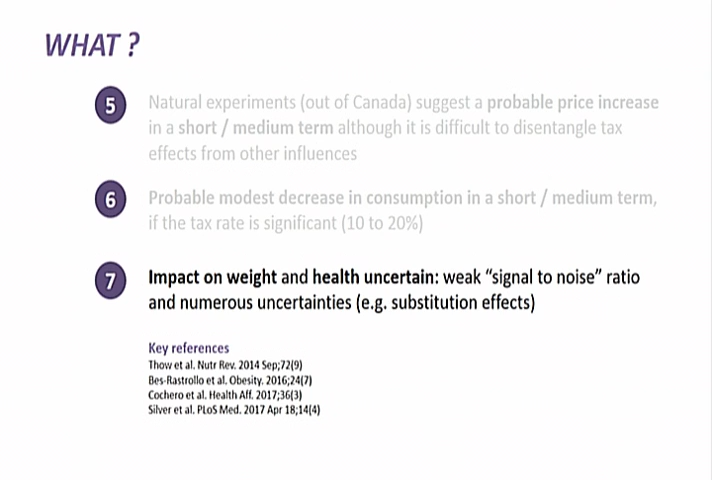 WHAT ?
5 Natural experiments (out of Canada) suggest a probable price increase
in a short / medium term although it is difficult to disentangle tax
effects from other influences
6 Probable modest decrease in consumption in a short / medium term,
if the tax rate is significant (10 to 20%)
7 Impact on weight and health uncertain: weak “signal to noise” ratio
and numerous uncertainties (e.g. substitution effects)
Key references
Thow et al. Nutr Rev. 2014 Sep;72(9)
Bes-Rastrollo et al. Obesity. 2016;24(7)
Cochero et al. Health Aff. 2017;36(3)
Silver et al. PLoS Med. 2017 Apr 18;14(4)